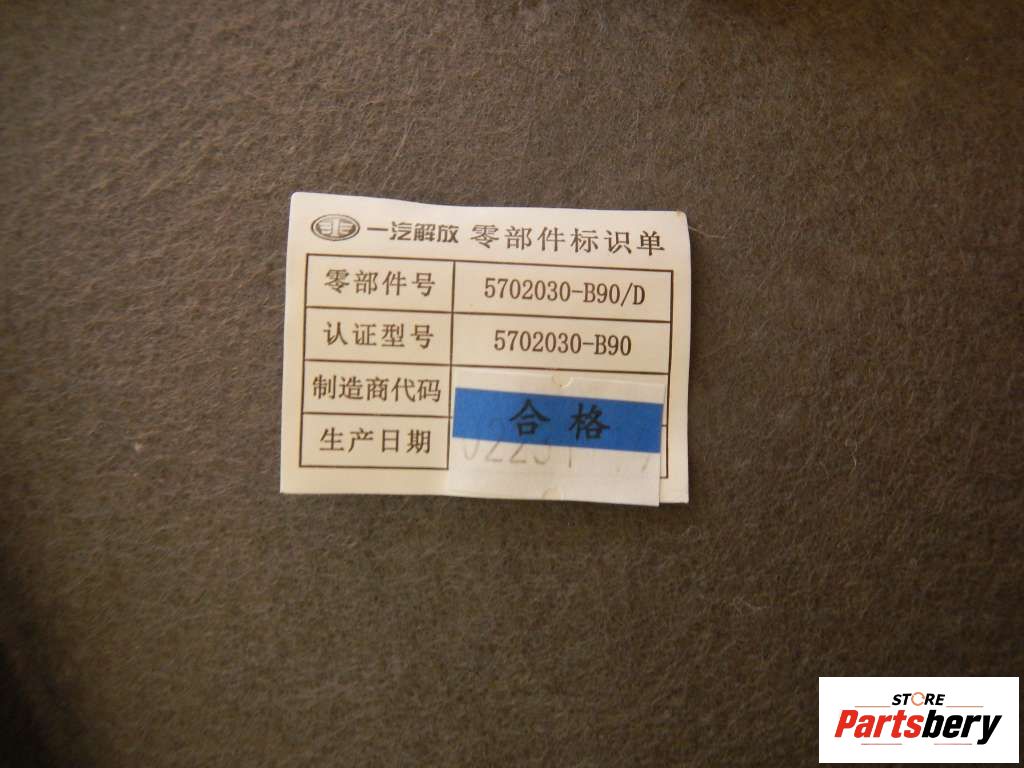 一汽解放 零部件标识单
零部件号 5702030-B90/D
认证型号 5702030-B90
制造商代码
合格
生产日期
STORE
Partsbery